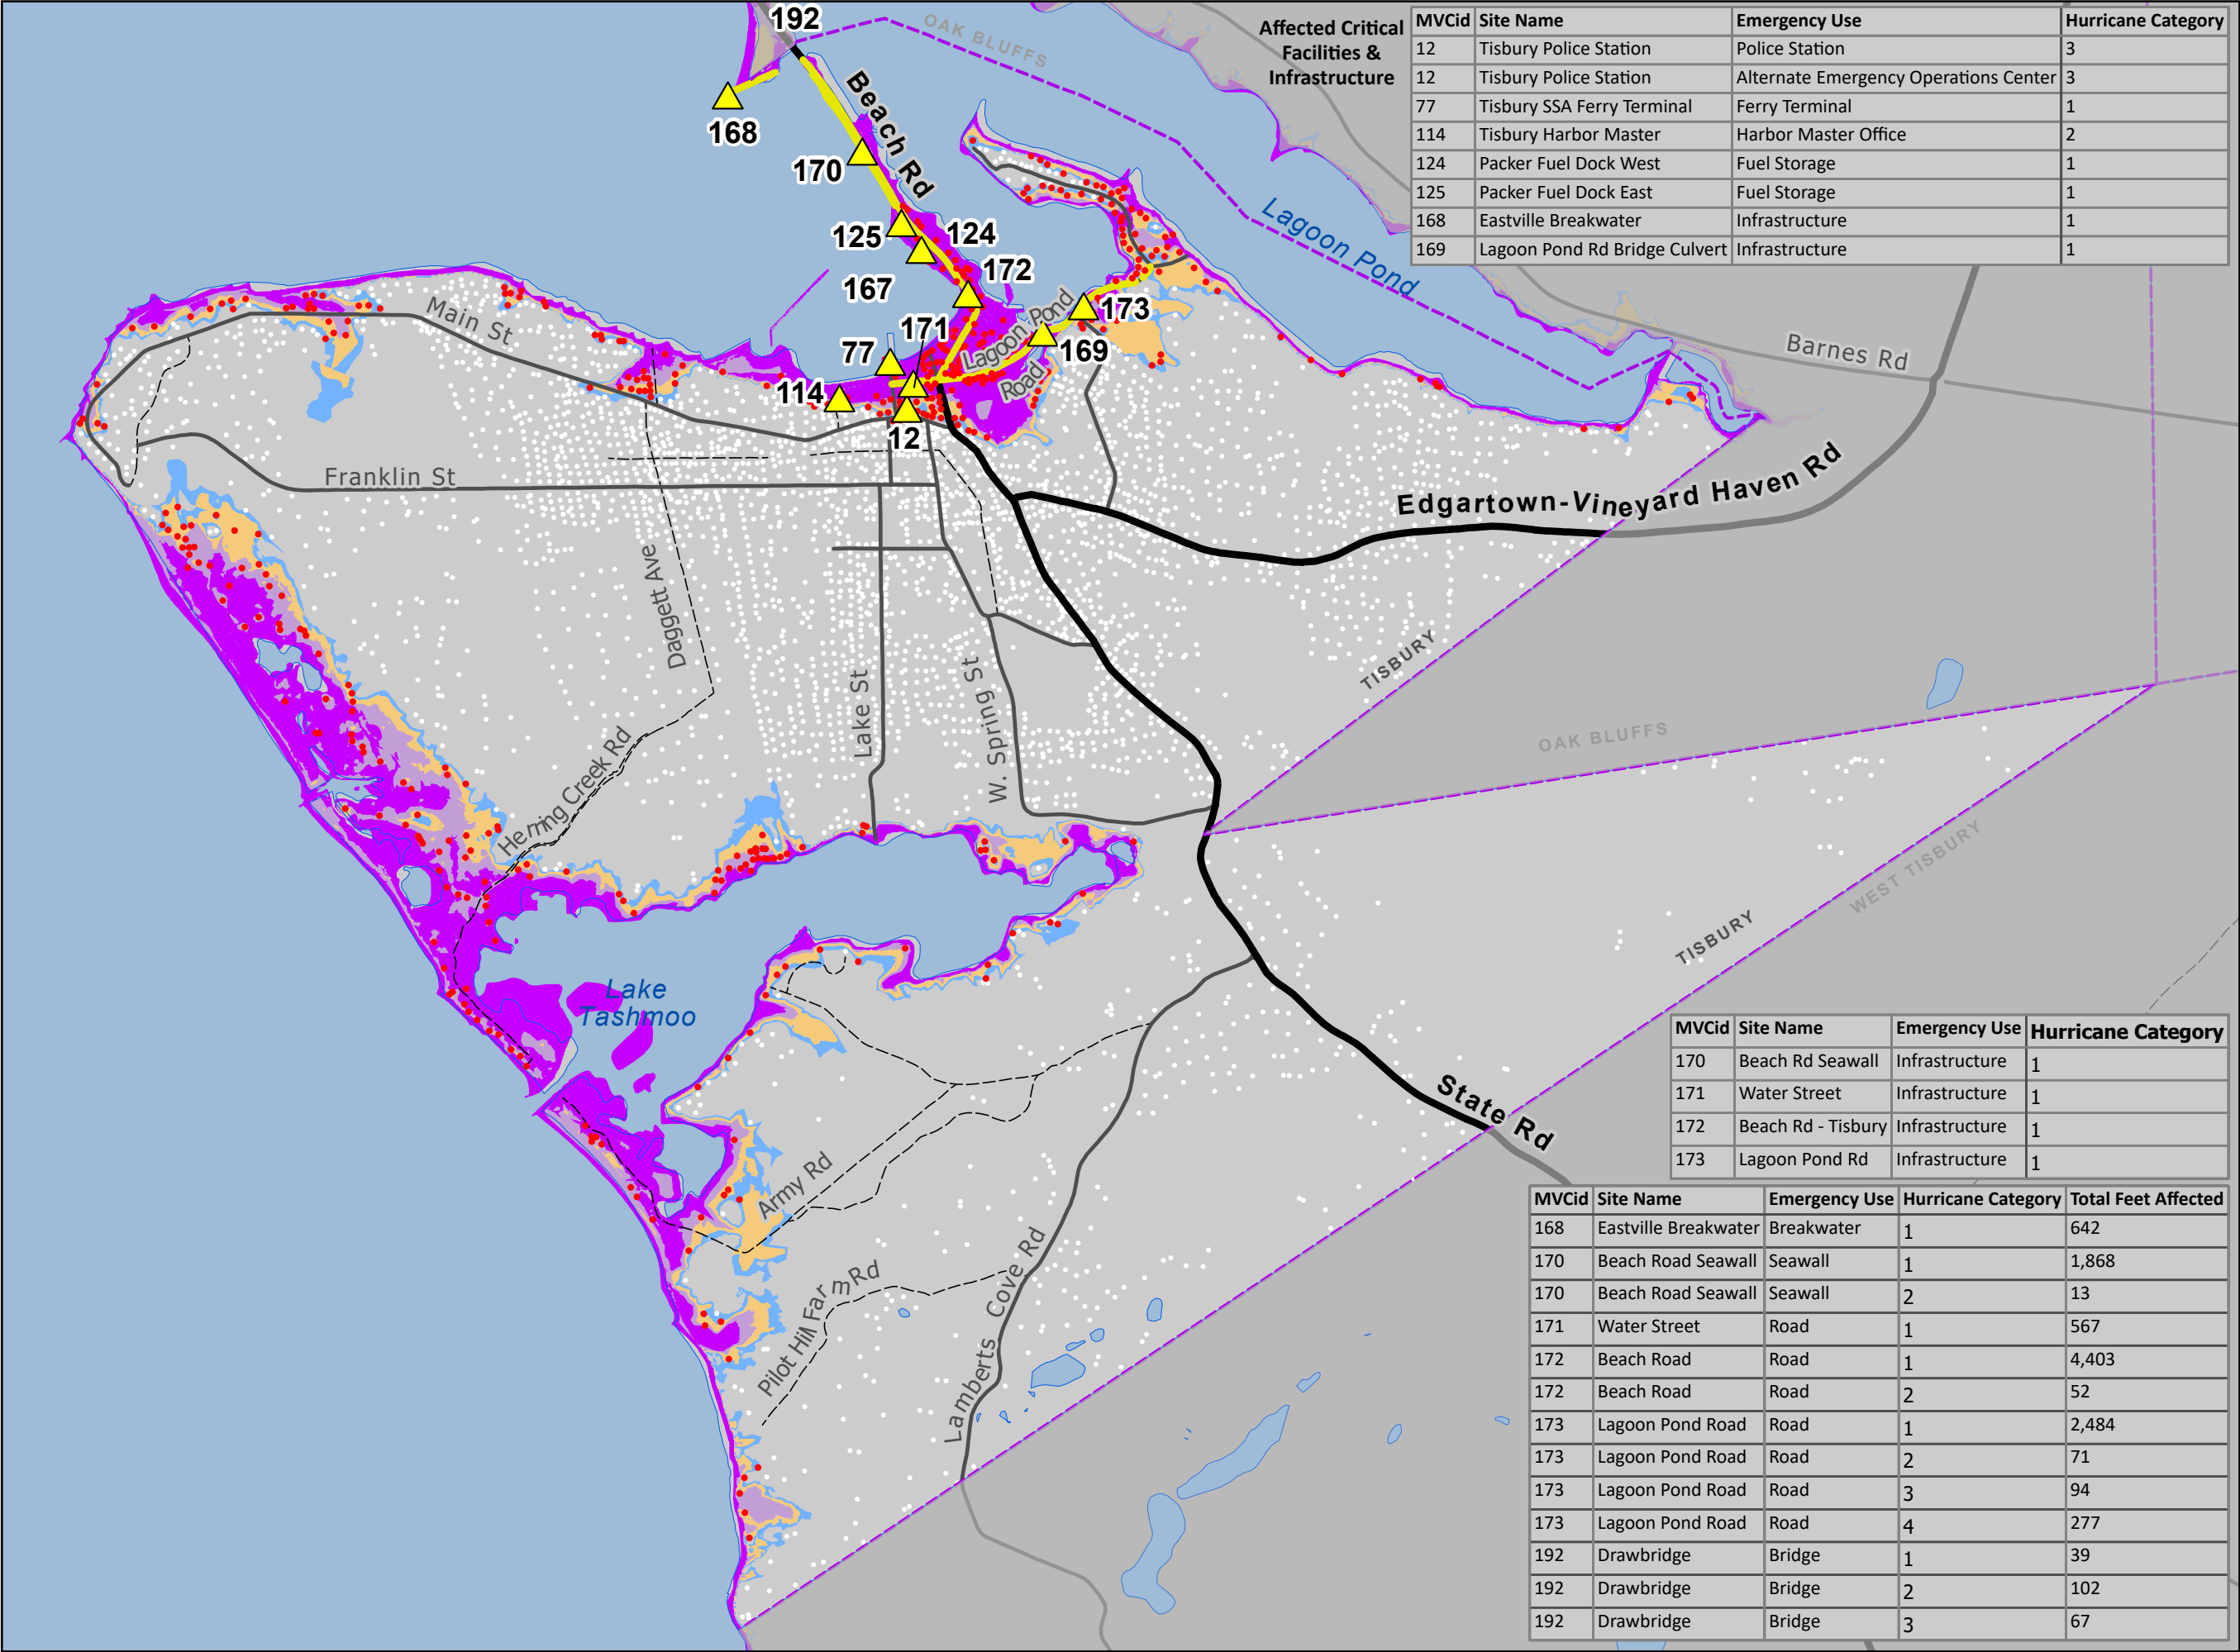 192
OAK BLUFFS
Affected Critical
Facilities &
Infrastructure
MVCid Site Name Emergency Use Hurricane Category
12 Tisbury Police Station Police Station 3
12 Tisbury Police Station Alternate Emergency Operations Center 3
77 Tisbury SSA Ferry Terminal Ferry Terminal 1
114 Tisbury Harbor Master Harbor Master Office 2
124 Packer Fuel Dock West Fuel Storage 1
125 Packer Fuel Dock East Fuel Storage 1
168 Eastville Breakwater Infrastructure 1
169 Lagoon Pond Rd Bridge Culvert Infrastructure 1
Beach Rd
168
170
125
124
172
167
173
171
77
169
114
12
Lagoon Pond
Lagoon Pond
Road
Main St
Barnes Rd
Franklin St
Edgartown-Vineyard Haven Rd
Daggett Ave
TISBURY
Lake St
W. Spring St
OAK BLUFFS
Herring Creek Rd
WEST TISBURY
TISBURY
Lake
Tashmoo
State Rd
Army Rd
Pilot Hill Farm Rd
Lamberts Cove Rd
MVCid Site Name Emergency Use Hurricane Category
170 Beach Rd Seawall Infrastructure 1
171 Water Street Infrastructure 1
172 Beach Rd - Tisbury Infrastructure 1
173 Lagoon Pond Rd Infrastructure 1
MVCid Site Name Emergency Use Hurricane Category Total Feet Affected
168 Eastville Breakwater Breakwater 1 642
170 Beach Road Seawall Seawall 1 1,868
170 Beach Road Seawall Seawall 2 13
171 Water Street Road 1 567
172 Beach Road Road 1 4,403
172 Beach Road Road 2 52
173 Lagoon Pond Road Road 1 2,484
173 Lagoon Pond Road Road 2 71
173 Lagoon Pond Road Road 3 94
173 Lagoon Pond Road Road 4 277
192 Drawbridge Bridge 1 39
192 Drawbridge Bridge 2 102
192 Drawbridge Bridge 3 67